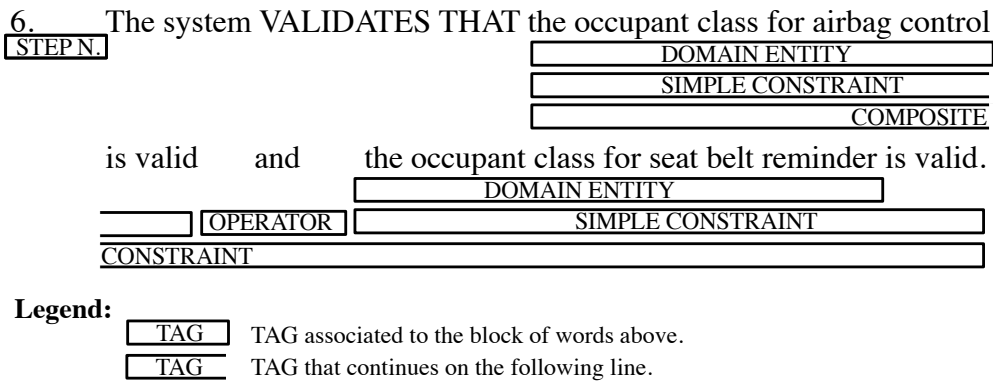 6. The system VALIDATES THAT the occupant class for airbag control
STEP N. DOMAIN ENTITY
SIMPLE CONSTRAINT
COMPOSITE
is valid and the occupant class for seat belt reminder is valid.
DOMAIN ENTITY
OPERATOR SIMPLE CONSTRAINT
CONSTRAINT
Legend:
TAG TAG associated to the block of words above.
TAG TAG that continues on the following line.